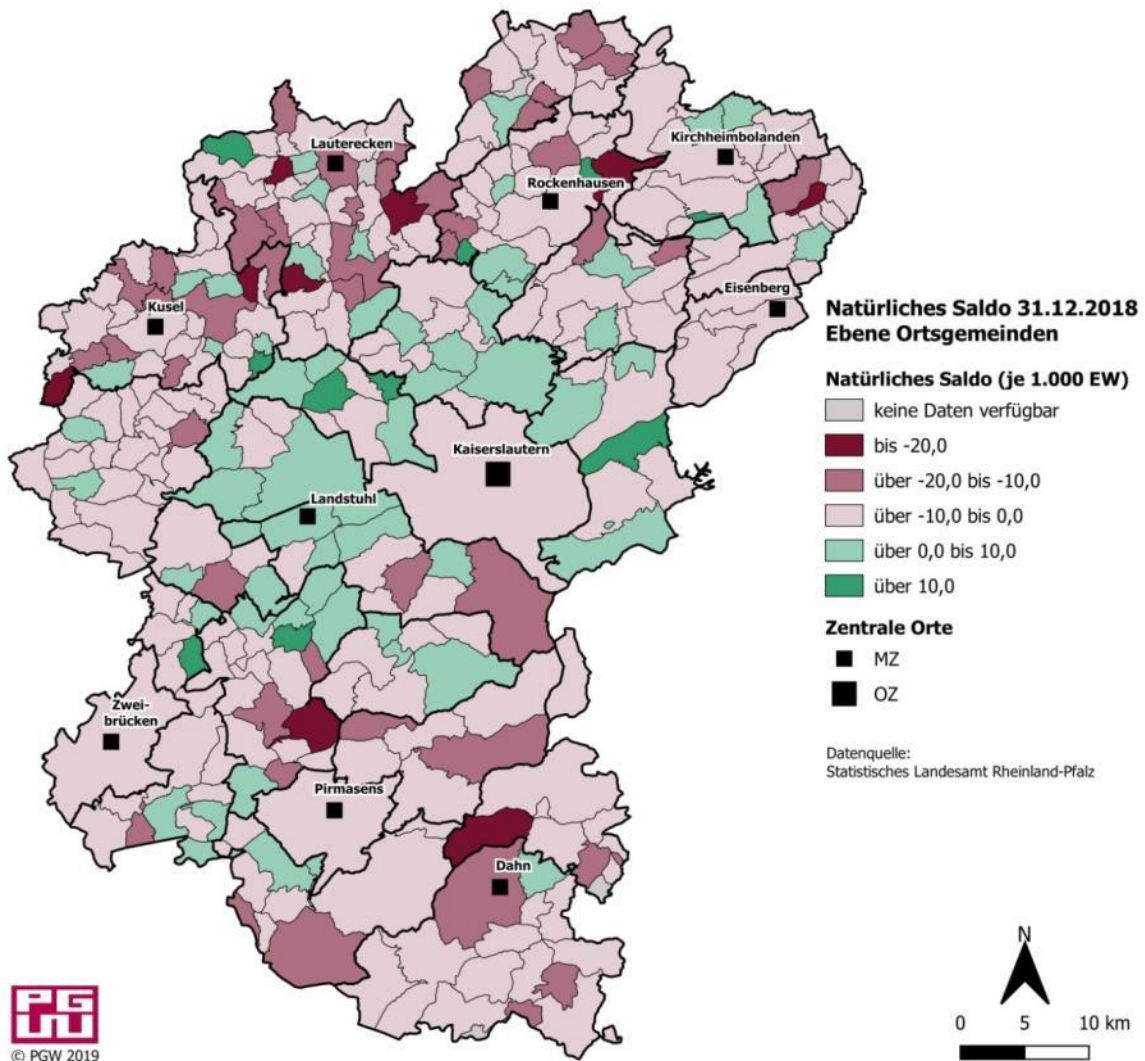 Kirchheimbolanden
Lauterecken
Rockenhausen
Eisenberg
Kusel
Kaiserslautern
Landstuhl
Zwei-
brücken
Pirmasens
Dahn
Natürliches Saldo 31.12.2018
Ebene Ortsgemeinden
Natürliches Saldo (je 1.000 EW)
keine Daten verfügbar
bis -20,0
über -20,0 bis -10,0
über -10,0 bis 0,0
über 0,0 bis 10,0
über 10,0
Zentrale Orte
MZ
OZ
Datenquelle:
Statistisches Landesamt Rheinland-Pfalz
N
0 5 10 km
PGW
© PGW 2019